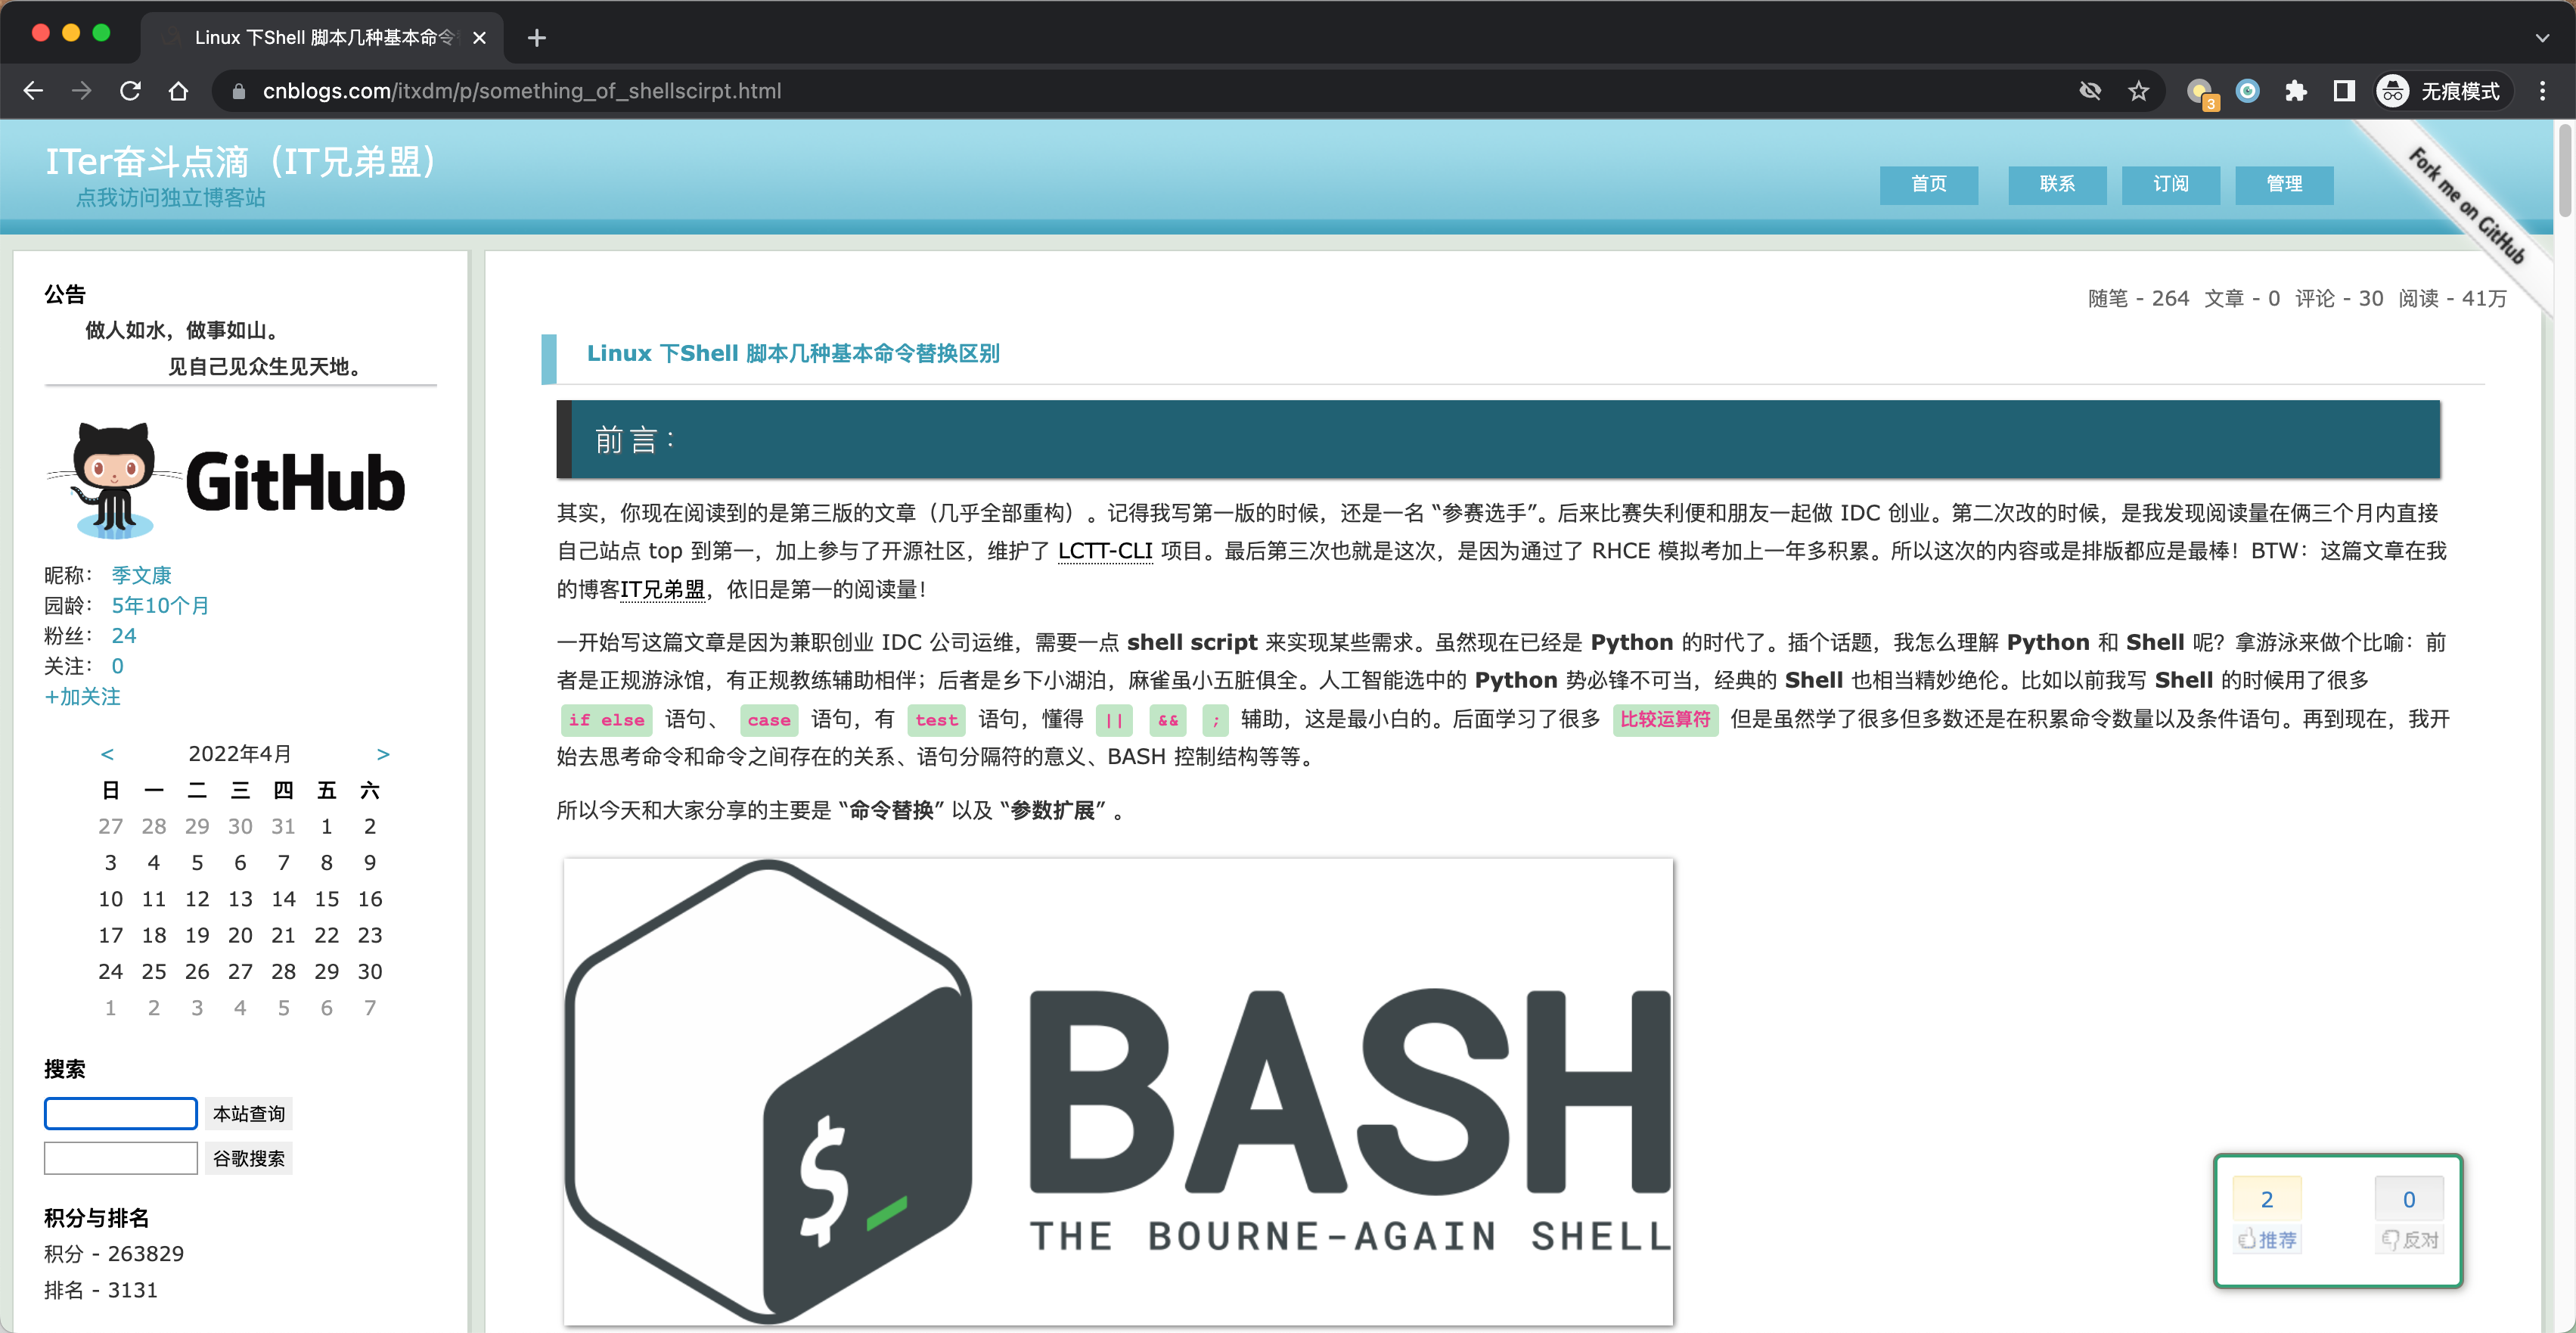 Linux 下Shell 脚本几种基本命令
cnblogs.com/itxdm/p/something_of_shellscirpt.html
3
无痕模式
ITer奋斗点滴（IT兄弟盟）
点我访问独立博客站
首页
联系
订阅
管理
Fork me on GitHub
公告
做人如水，做事如山。
见自己见众生见天地。
GitHub
昵称： 季文康
园龄： 5年10个月
粉丝： 24
关注： 0
+加关注
< 2022年4月 >
日 一 二 三 四 五 六
27 28 29 30 31 1 2
3 4 5 6 7 8 9
10 11 12 13 14 15 16
17 18 19 20 21 22 23
24 25 26 27 28 29 30
1 2 3 4 5 6 7
搜索
本站查询
谷歌搜索
积分与排名
积分 - 263829
排名 - 3131
随笔 - 264 文章 - 0 评论 - 30 阅读 - 41万
Linux 下Shell 脚本几种基本命令替换区别
前言：
其实，你现在阅读到的是第三版的文章（几乎全部重构）。记得我写第一版的时候，还是一名 “参赛选手”。后来比赛失利便和朋友一起做 IDC 创业。第二次改的时候，是我发现阅读量在俩三个月内直接
自己站点 top 到第一，加上参与了开源社区，维护了 LCTT-CLI 项目。最后第三次也就是这次，是因为通过了 RHCE 模拟考加上一年多积累。所以这次的内容或是排版都应是最棒！BTW：这篇文章在我
的博客IT兄弟盟，依旧是第一的阅读量！
一开始写这篇文章是因为兼职创业 IDC 公司运维，需要一点 shell script 来实现某些需求。虽然现在已经是 Python 的时代了。插个话题，我怎么理解 Python 和 Shell 呢？拿游泳来做个比喻：前
者是正规游泳馆，有正规教练辅助相伴；后者是乡下小湖泊，麻雀虽小五脏俱全。人工智能选中的 Python 势必锋不可当，经典的 Shell 也相当精妙绝伦。比如以前我写 Shell 的时候用了很多
if else 语句、 case 语句，有 test 语句，懂得 || && ; 辅助，这是最小白的。后面学习了很多 比较运算符 但是虽然学了很多但多数还是在积累命令数量以及条件语句。再到现在，我开
始去思考命令和命令之间存在的关系、语句分隔符的意义、BASH 控制结构等等。
所以今天和大家分享的主要是 “命令替换” 以及 “参数扩展” 。
$_
BASH
THE BOURNE-AGAIN SHELL
2
推荐
0
反对